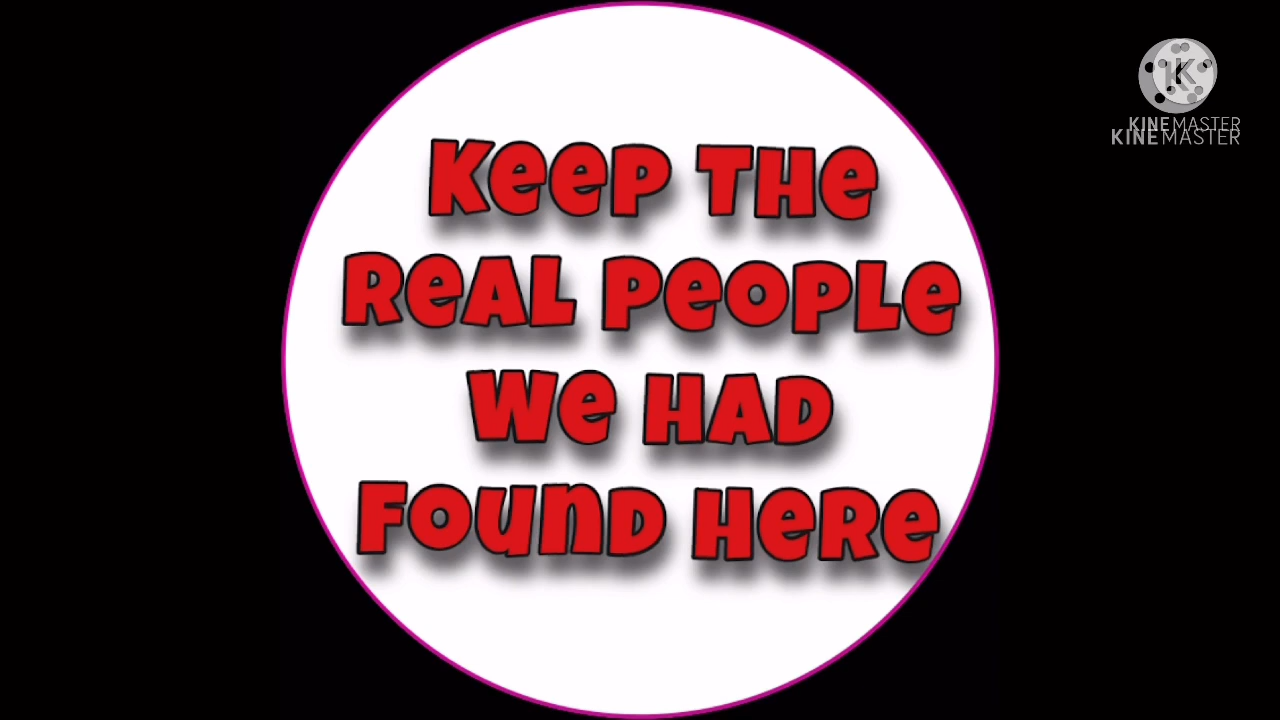 Keep the
Real people
we had
found here
KINEMASTER
KINEMASTER